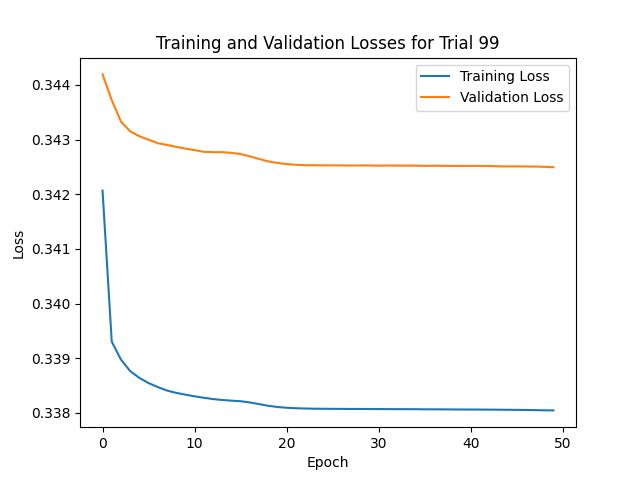 Training and Validation Losses for Trial 99
Training Loss
Validation Loss
Loss
0.344
0.343
0.342
0.341
0.340
0.339
0.338
0 10 20 30 40 50
Epoch